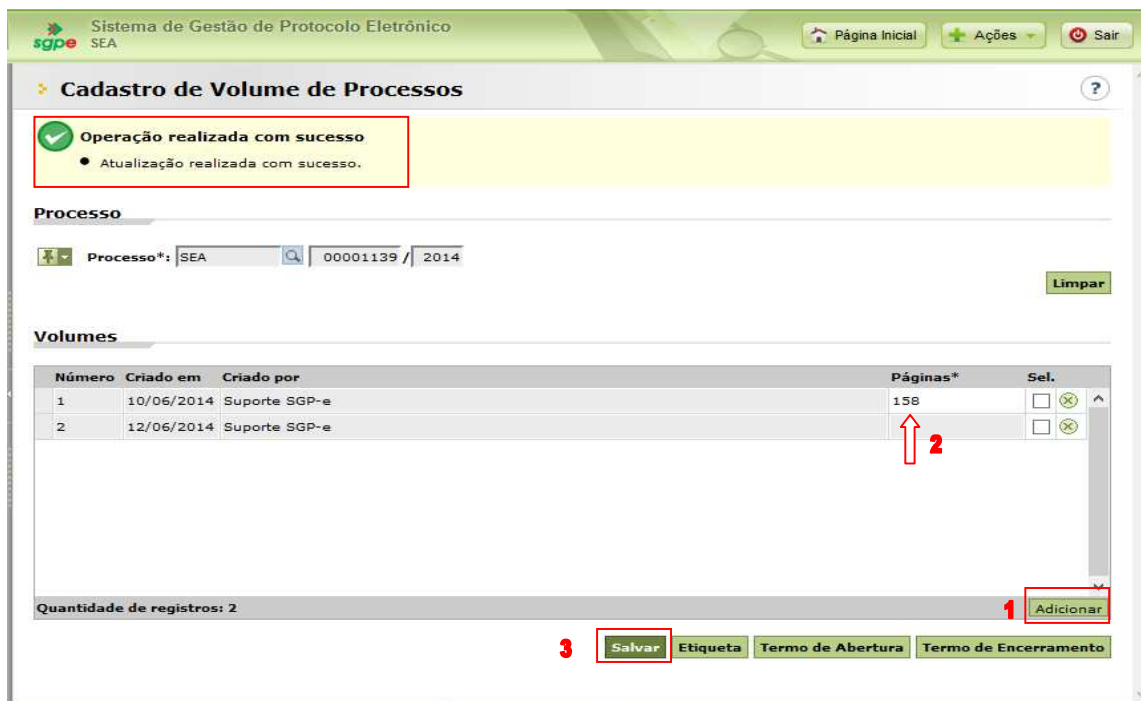 Sistema de Gestão de Protocolo Eletrônico
sgpe SEA
Página Inicial
Ações
Sair
Cadastro de Volume de Processos
?
Operação realizada com sucesso
Atualização realizada com sucesso.
Processo
Processo*: SEA 00001139 / 2014
Limpar
Volumes
Número Criado em Criado por Páginas* Sel.
1 10/06/2014 Suporte SGP-e 158
2 12/06/2014 Suporte SGP-e
2
Quantidade de registros: 2
1 Adicionar
3 Salvar Etiqueta Termo de Abertura Termo de Encerramento